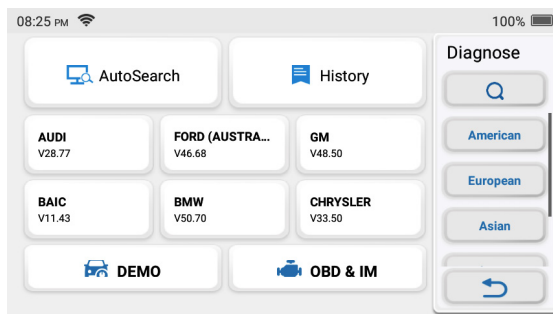 08:25 PM 100%
Diagnose
AutoSearch History
American
European
Asian
AUDI
V28.77
FORD (AUSTRA...
V46.68
GM
V48.50
BAIC
V11.43
BMW
V50.70
CHRYSLER
V33.50
DEMO OBD & IM